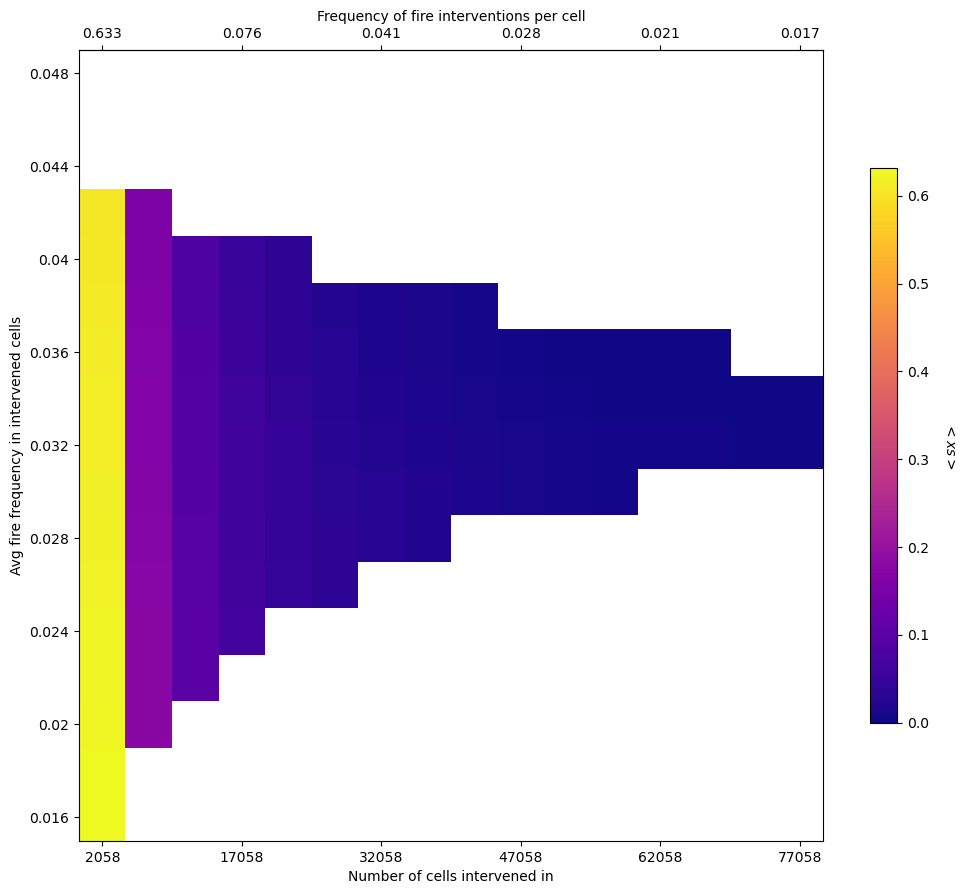 Frequency of fire interventions per cell
0.633 0.076 0.041 0.028 0.021 0.017
0.048
0.044
0.04
0.036
0.032
0.028
0.024
0.02
0.016
Avg fire frequency in intervened cells
2058 17058 32058 47058 62058 77058
Number of cells intervened in
0.6
0.5
0.4
0.3
0.2
0.1
0.0
< sx >